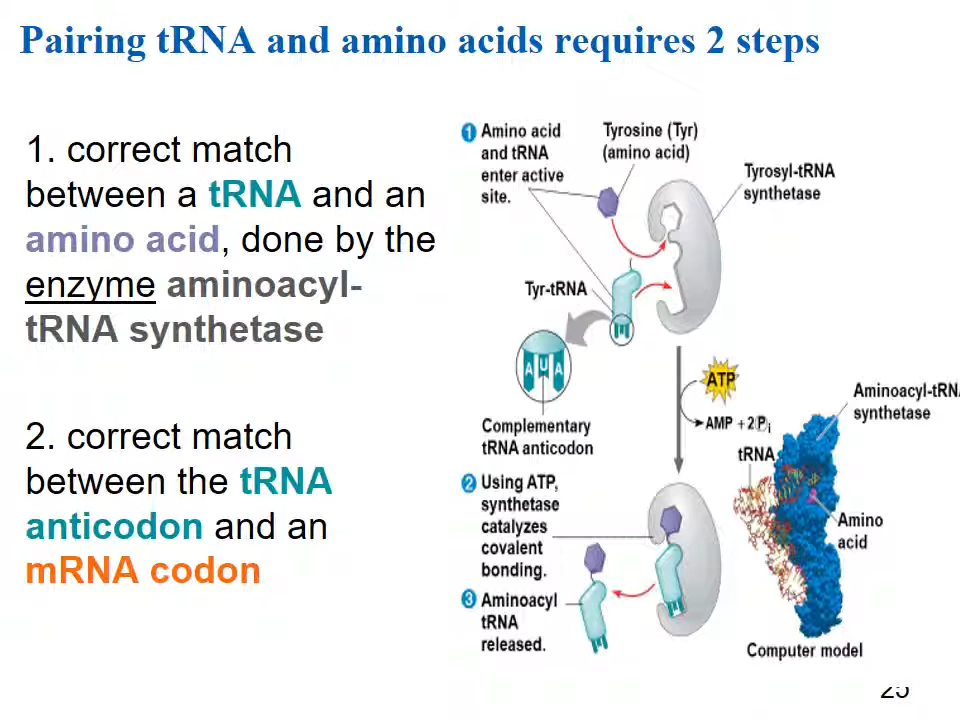 Pairing tRNA and amino acids requires 2 steps
1. correct match
between a tRNA and an
amino acid, done by the
enzyme aminoacyl-
tRNA synthetase
2. correct match
between the tRNA
anticodon and an
mRNA codon
1 Amino acid
and tRNA
enter active
site.
Tyrosine (Tyr)
(amino acid)
Tyrosyl-tRNA
synthetase
Tyr-tRNA
A U A
Complementary
tRNA anticodon
ATP
AMP + 2 Pi
Aminoacyl-tRNA
synthetase
tRNA
Amino
acid
Computer model
2 Using ATP,
synthetase
catalyzes
covalent
bonding.
3 Aminoacyl
tRNA
released.
25